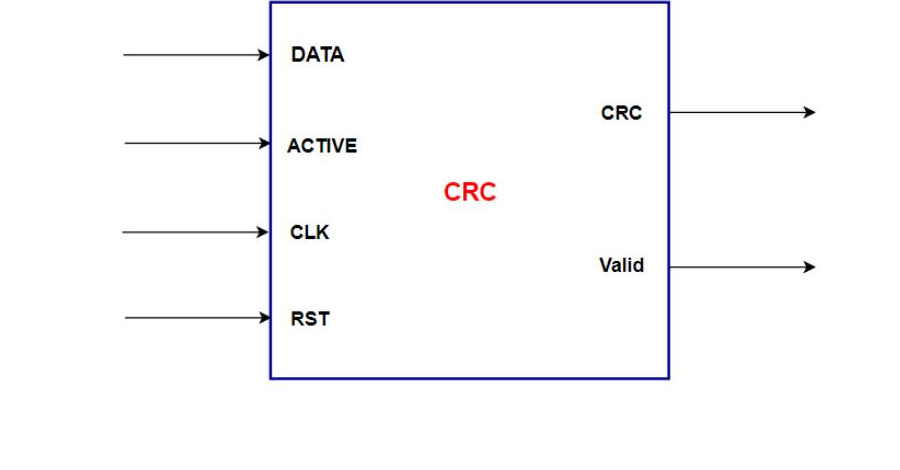 DATA
ACTIVE
CLK
RST
CRC
CRC
Valid